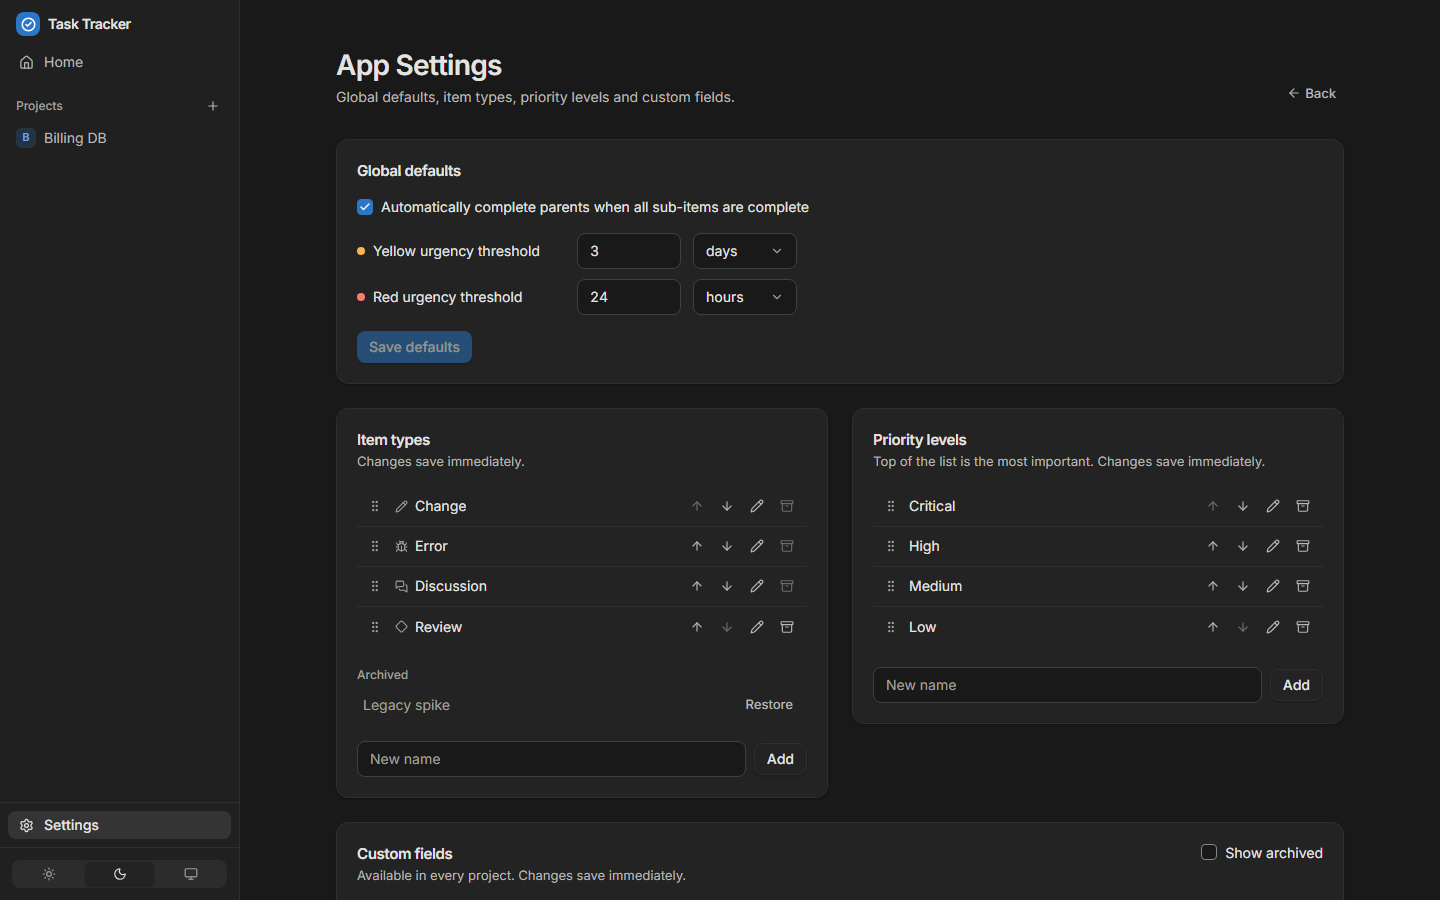 Task Tracker
Home
Projects
B Billing DB
Settings
App Settings
Global defaults, item types, priority levels and custom fields.
Back
Global defaults
Automatically complete parents when all sub-items are complete
Yellow urgency threshold 3 days
Red urgency threshold 24 hours
Save defaults
Item types
Changes save immediately.
Change
Error
Discussion
Review
Archived
Legacy spike Restore
New name Add
Priority levels
Top of the list is the most important. Changes save immediately.
Critical
High
Medium
Low
New name Add
Custom fields
Available in every project. Changes save immediately.
Show archived